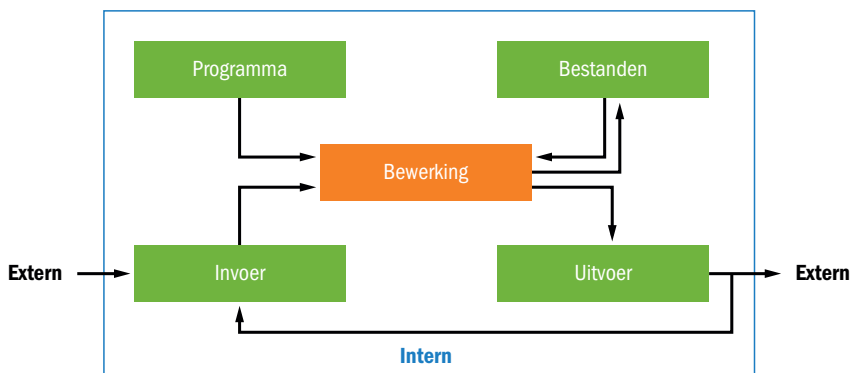 Programma
Bestanden
Bewerking
Extern
Invoer
Uitvoer
Extern
Intern